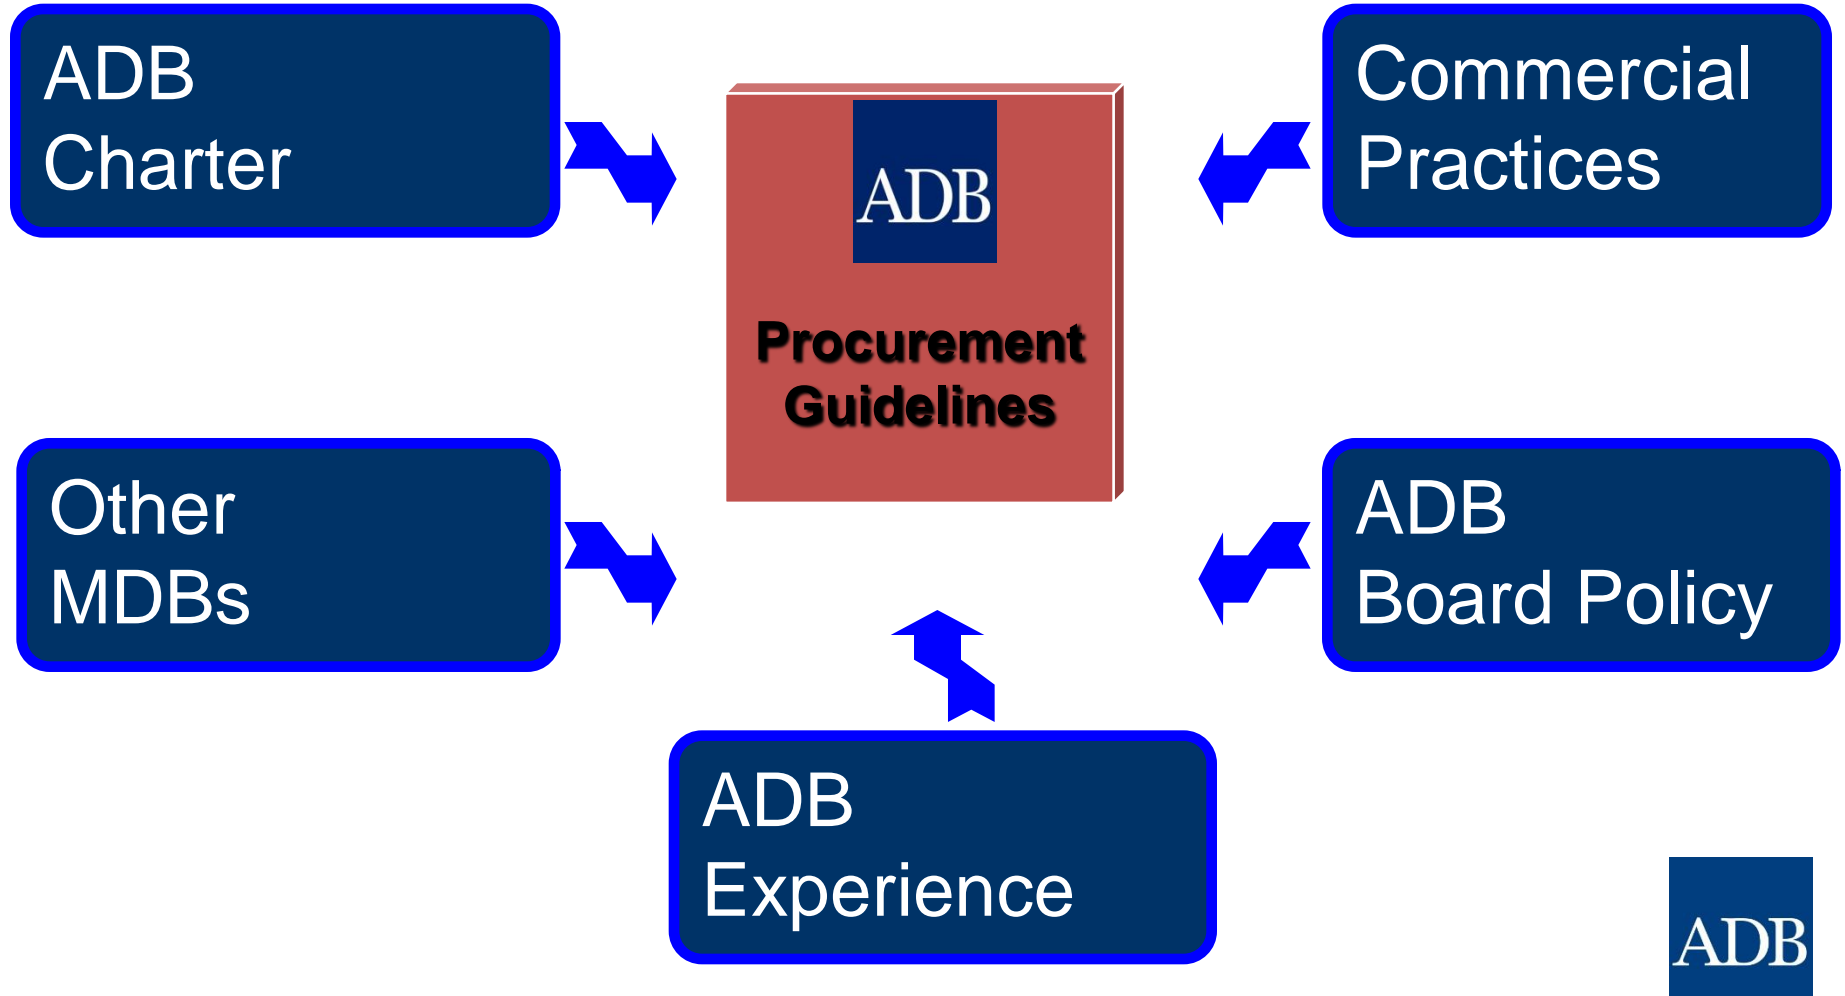 ADB
Charter
Commercial
Practices
ADB
Procurement
Guidelines
Other
MDBs
ADB
Board Policy
ADB
Experience
ADB